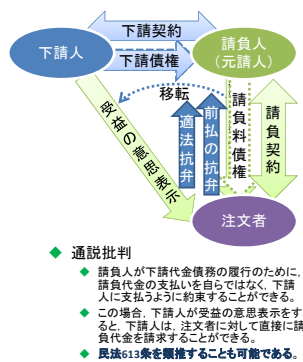 下請契約
下請人
下請債権
請負人
(元請人)
移転
受益の意思表示
適法抗弁
前払の抗弁
請負料債権
請負契約
注文者
通説批判
請負人が下請代金債務の履行のために,
請負代金の支払いを自らではなく, 下請
人に支払うように約束することができる。
この場合, 下請人が受益の意思表示をす
ると, 下請人は, 注文者に対して直接に請
負代金を請求することができる。
民法613条を類推することも可能である。